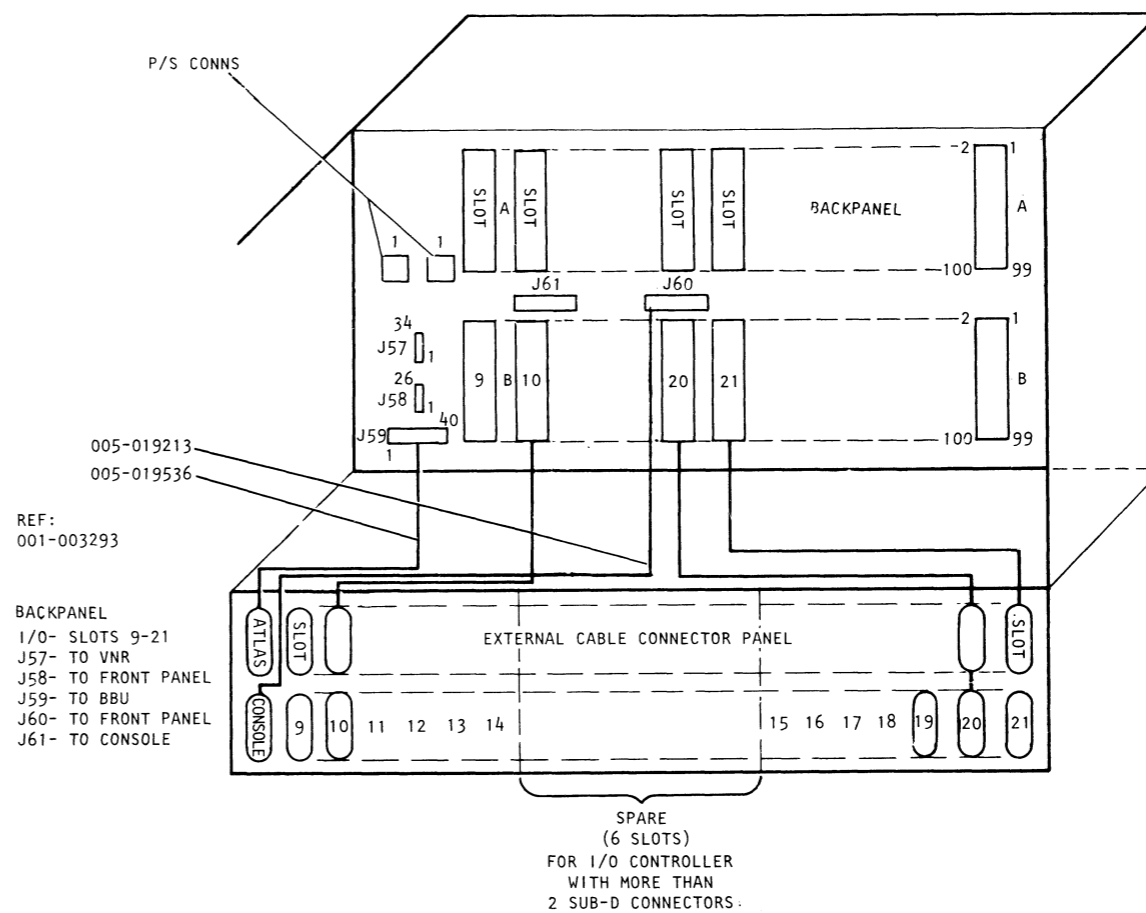 P/S CONNS
1 1
SLOT A SLOT SLOT SLOT BACKPANEL 2 1 A 100 99
J61 J60
34
J57 1
26
J58 1
J59 40
1
9 B 10 20 21 2 1 B 100 99
005-019213
005-019536
REF:
001-003293
BACKPANEL
I/O- SLOTS 9-21
J57- TO VNR
J58- TO FRONT PANEL
J59- TO BBU
J60- TO FRONT PANEL
J61- TO CONSOLE
ATLAS SLOT EXTERNAL CABLE CONNECTOR PANEL .SLOT
CONSOLE 9 10 11 12 13 14 15 16 17 18 19 20 21
SPARE
(6 SLOTS)
FOR I/O CONTROLLER
WITH MORE THAN
2 SUB-D CONNECTORS.